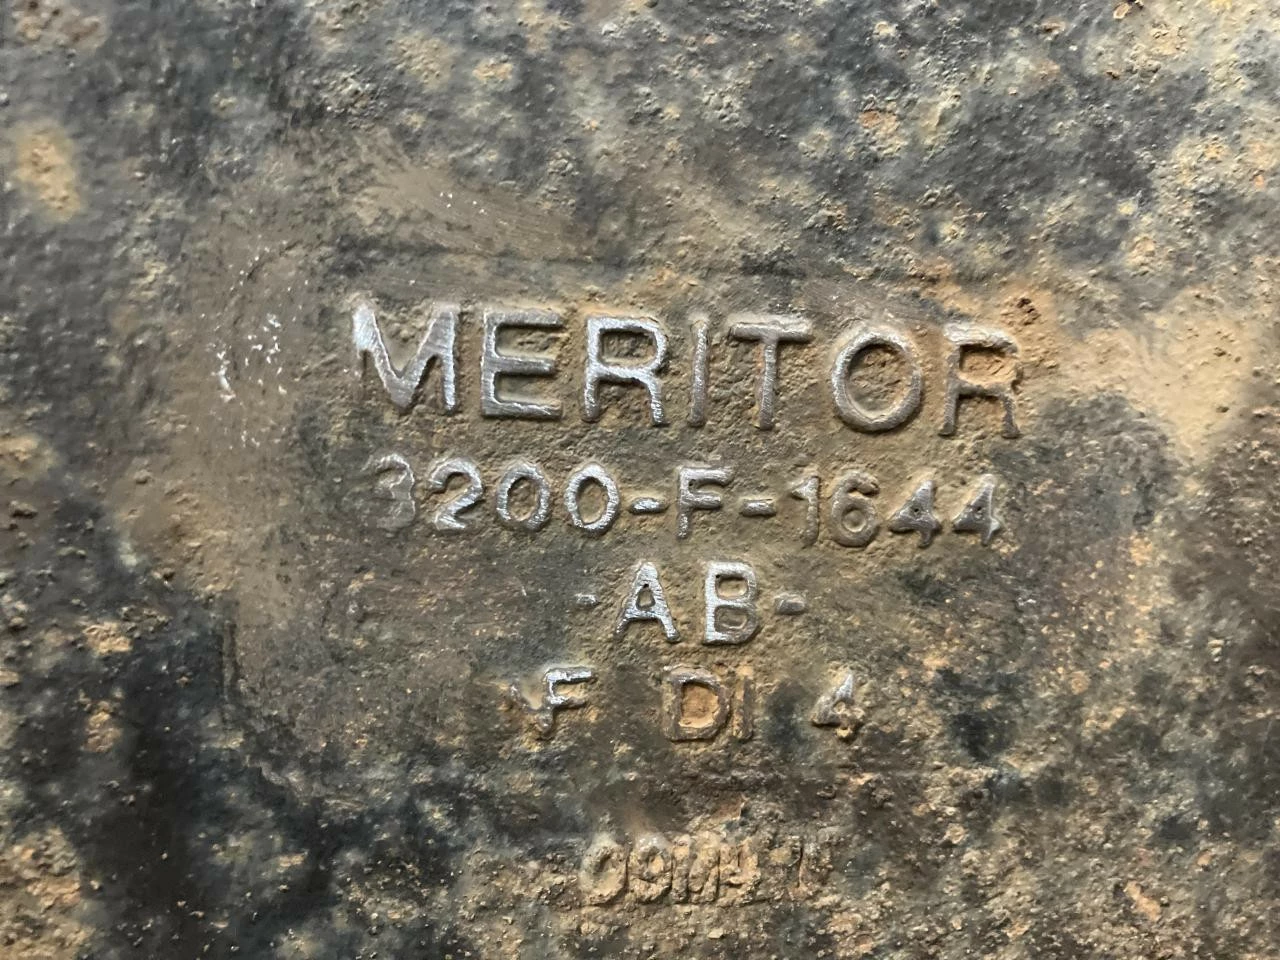 MERITOR
3200-F-1644
-AB-
F DI 4